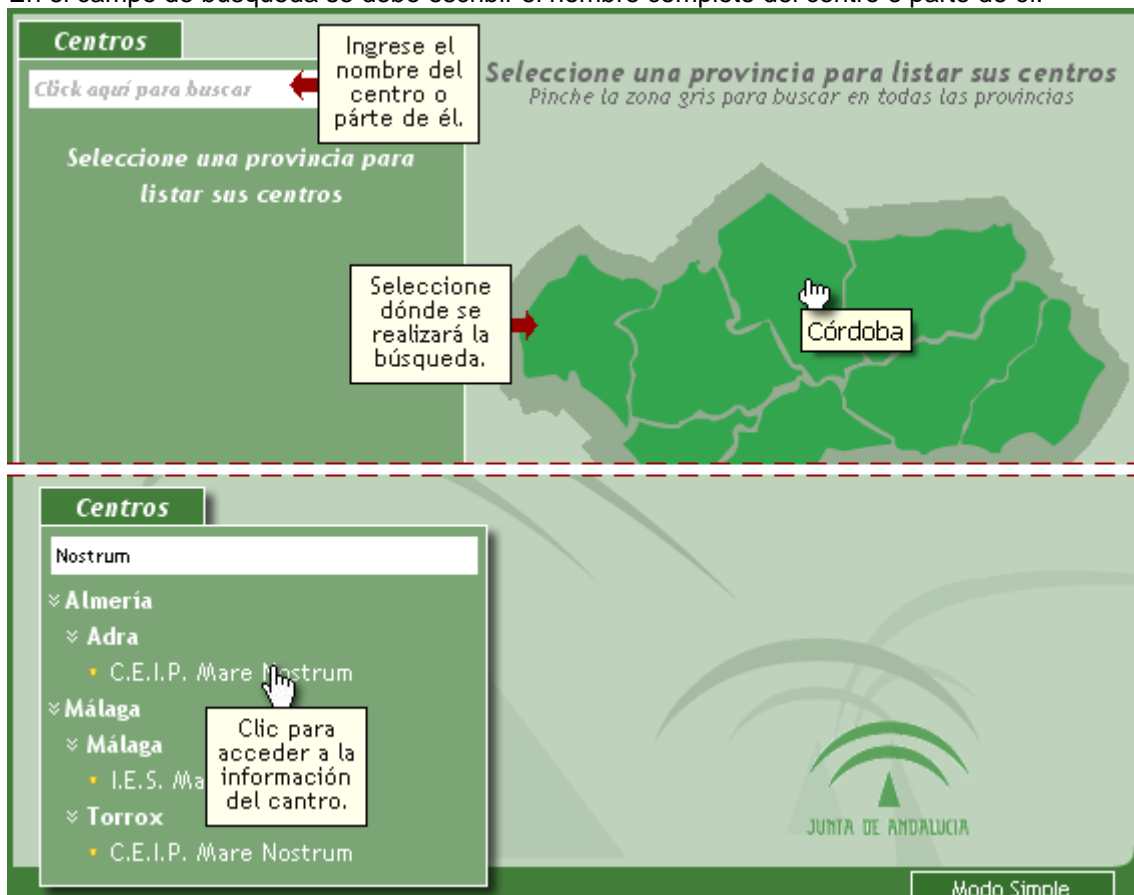 En el campo de búsqueda se debe escribir el nombre completo del centro o parte de él.
Centros
Click aquí para buscar
Ingrese el
nombre del
centro o
párte de él.
Seleccione una provincia para
listar sus centros
Seleccione una provincia para listar sus centros
Pinche la zona gris para buscar en todas las provincias
Seleccione
dónde se
realizará la
búsqueda.
Córdoba
Centros
Nostrum
Almería
Adra
C.E.I.P. Mare Nostrum
Málaga
Málaga
I.E.S. Ma
Torrox
C.E.I.P. Mare Nostrum
Clic para
acceder a la
información
del cantro.
JUNTA DE ANDALUCIA
Modo Simple